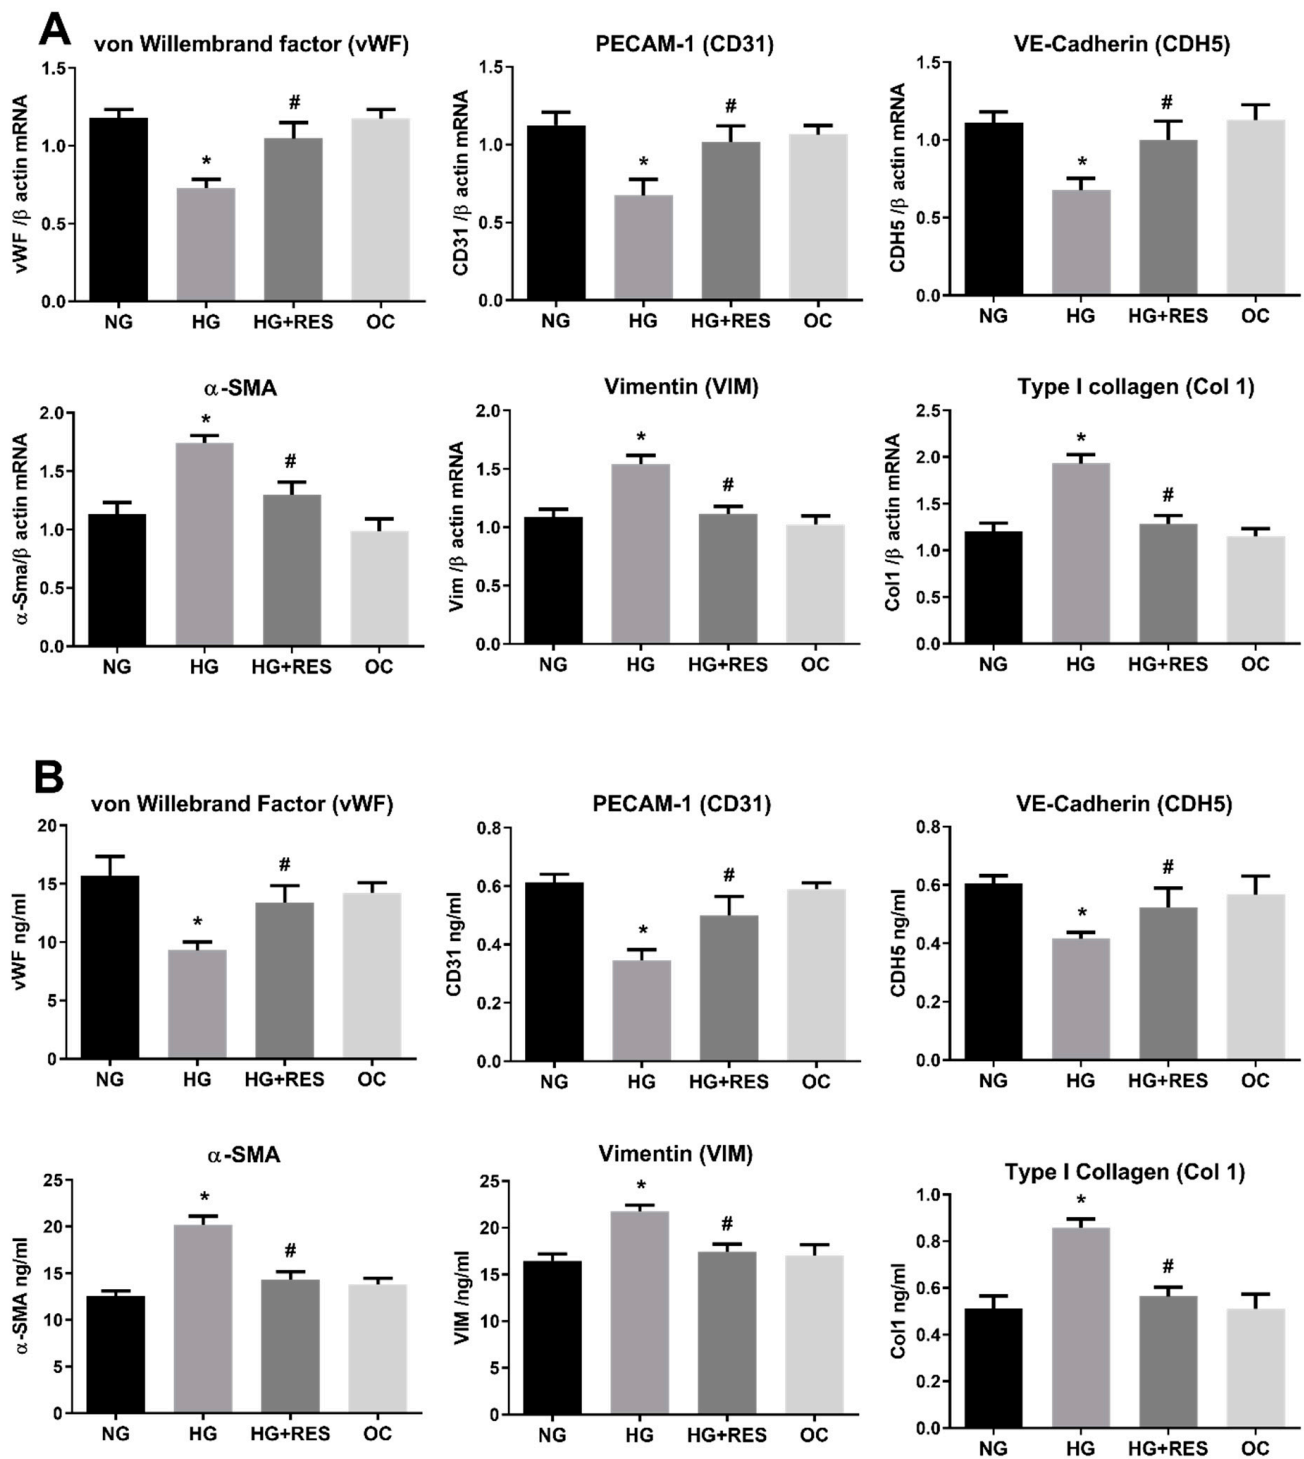 A
von Willembrand factor (vWF)
vWF /β actin mRNA
1.5
1.0
0.5
0.0
*
#
NG HG HG+RES OC
PECAM-1 (CD31)
CD31 /β actin mRNA
1.5
1.0
0.5
0.0
*
#
NG HG HG+RES OC
VE-Cadherin (CDH5)
CDH5 /β actin mRNA
1.5
1.0
0.5
0.0
*
#
NG HG HG+RES OC
α-SMA
α-Sma/β actin mRNA
2.0
1.5
1.0
0.5
0.0
*
#
NG HG HG+RES OC
Vimentin (VIM)
Vim /β actin mRNA
2.0
1.5
1.0
0.5
0.0
*
#
NG HG HG+RES OC
Type I collagen (Col 1)
Col1 /β actin mRNA
2.5
2.0
1.5
1.0
0.5
0.0
*
#
NG HG HG+RES OC
B
von Willebrand Factor (vWF)
vWF ng/ml
20
15
10
5
0
*
#
NG HG HG+RES OC
PECAM-1 (CD31)
CD31 ng/ml
0.8
0.6
0.4
0.2
0.0
*
#
NG HG HG+RES OC
VE-Cadherin (CDH5)
CDH5 ng/ml
0.8
0.6
0.4
0.2
0.0
*
#
NG HG HG+RES OC
α-SMA
α-SMA ng/ml
25
20
15
10
5
0
*
#
NG HG HG+RES OC
Vimentin (VIM)
VIM /ng/ml
25
20
15
10
5
0
*
#
NG HG HG+RES OC
Type I Collagen (Col 1)
Col1 ng/ml
1.0
0.8
0.6
0.4
0.2
0.0
*
#
NG HG HG+RES OC